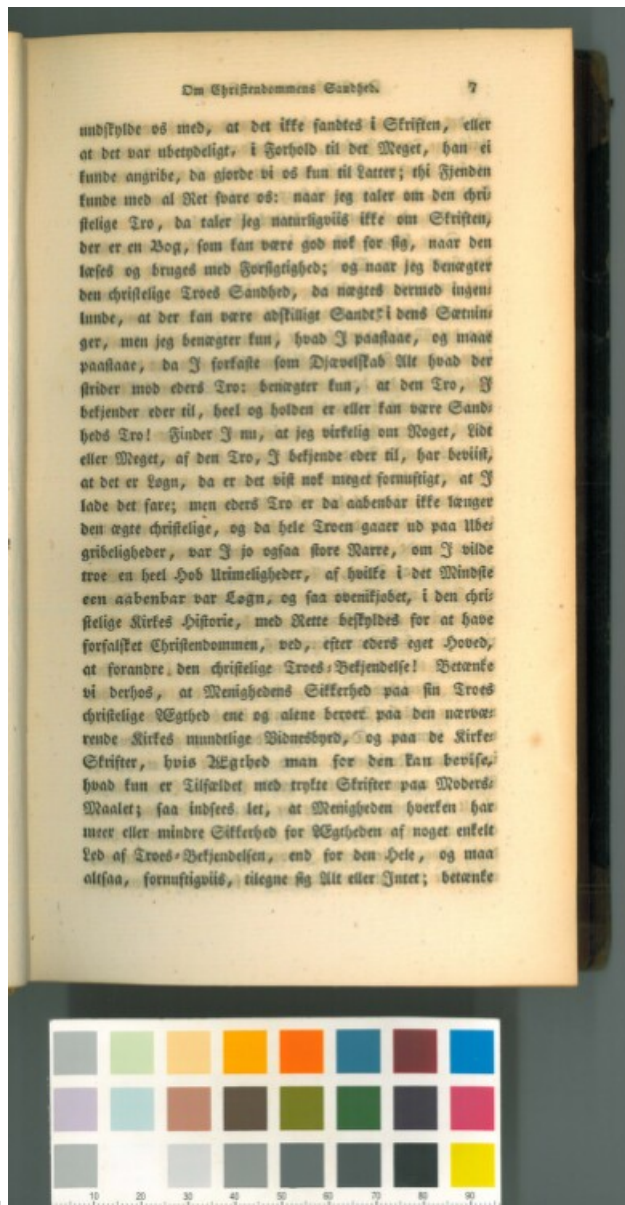 Om Christendommens Sandhed. 7
undskylde os med, at det ikke fandtes i Skriften, eller
at det var ubetydeligt, i Forhold til det Meget, han ei
kunde angribe, da gjorde vi os kun til Latter; thi Fjenden
kunde med al Ret svare os: naar jeg taler om den chri-
stelige Tro, da taler jeg naturligviis ikke om Skriften,
der er en Bog, som kan være god nok for sig, naar den
læses og bruges med Forsigtighed; og naar jeg benægter
den christelige Troes Sandhed, da nægtes dermed ingen-
lunde, at der kan være adskilligt Sandt i dens Sætnin-
ger, men jeg benægter kun, hvad I paastaae, og maae
paastaae, da I forkaste som Djævelskab Alt hvad der
strider mod eders Tro: benægter kun, at den Tro, I
bekjender eder til, heel og holden er eller kan være Sand-
heds Tro! Finder I nu, at jeg virkelig om Noget, Lidt
eller Meget, af den Tro, I bekjende eder til, har beviist,
at det er Løgn, da er det vist nok meget fornuftigt, at I
lade det fare; men eders Tro er da aabenbar ikke længer
den ægte christelige, og da hele Troen gaaer ud paa Ube-
gribeligheder, var I jo ogsaa store Narre, om I vilde
troe en heel Hob Urimeligheder, af hvilke i det Mindste
een aabenbar var Løgn, og saa ovenikjøbet, i den chri-
stelige Kirkes Historie, med Rette beskyldes for at have
forfalsket Christendommen, ved, efter eders eget Hoved,
at forandre den christelige Troes-Bekjendelse! Betænke
vi derhos, at Menighedens Sikkerhed paa sin Troes
christelige Ægthed ene og alene beroer paa den nærvæ-
rende Kirkes mundtlige Vidnesbyrd, og paa de Kirke-
Skrifter, hvis Ægthed man for den kan bevise,
hvad kun er Tilfældet med trykte Skrifter paa Moders-
Maalet; saa indsees let, at Menigheden hverken har
meer eller mindre Sikkerhed for Ægtheden af noget enkelt
Led af Troes-Bekjendelsen, end for den Hele, og maa
altsaa, fornuftigviis, tilegne sig Alt eller Intet; betænke
10 20 30 40 50 60 70 80 90